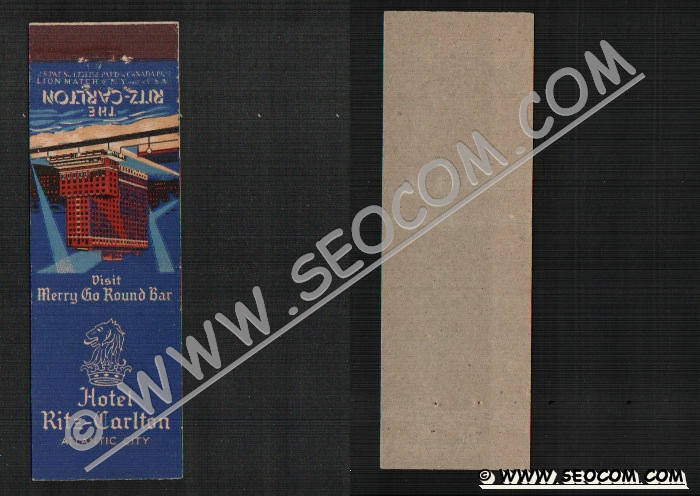 LION MATCH CO. N.Y. U.S.A.
THE
RITZ-CARLTON
Visit
Merry Go Round Bar
Hotel
Ritz-Carlton
ATLANTIC CITY
© WWW.SEOCOM.COM
© WWW.SEOCOM.COM